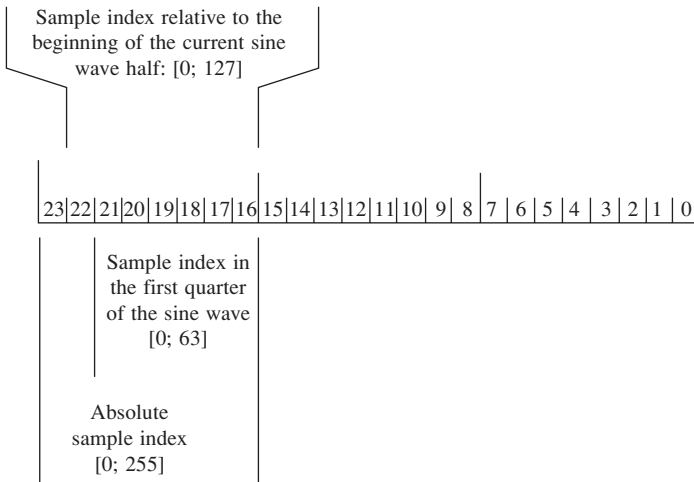 Sample index relative to the
beginning of the current sine
wave half: [0; 127]
23 22 21 20 19 18 17 16 15 14 13 12 11 10 9 8 7 6 5 4 3 2 1 0
Sample index in
the first quarter
of the sine wave
[0; 63]
Absolute
sample index
[0; 255]